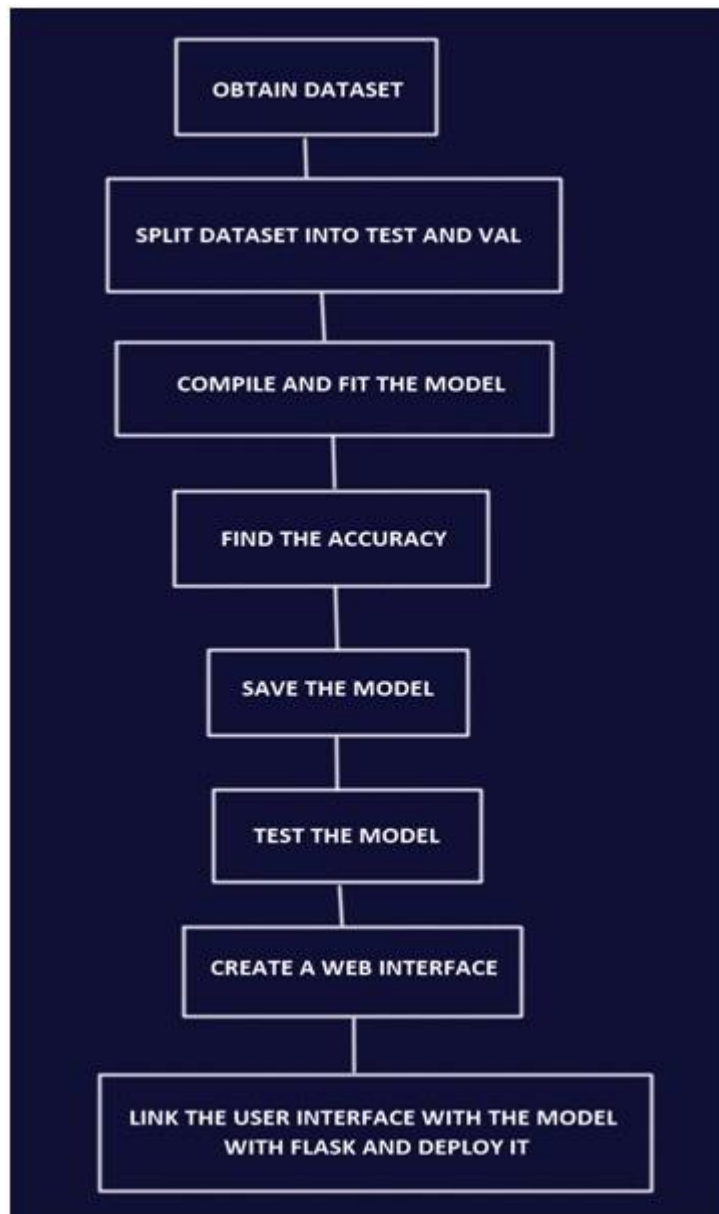 OBTAIN DATASET
SPLIT DATASET INTO TEST AND VAL
COMPILE AND FIT THE MODEL
FIND THE ACCURACY
SAVE THE MODEL
TEST THE MODEL
CREATE A WEB INTERFACE
LINK THE USER INTERFACE WITH THE MODEL
WITH FLASK AND DEPLOY IT